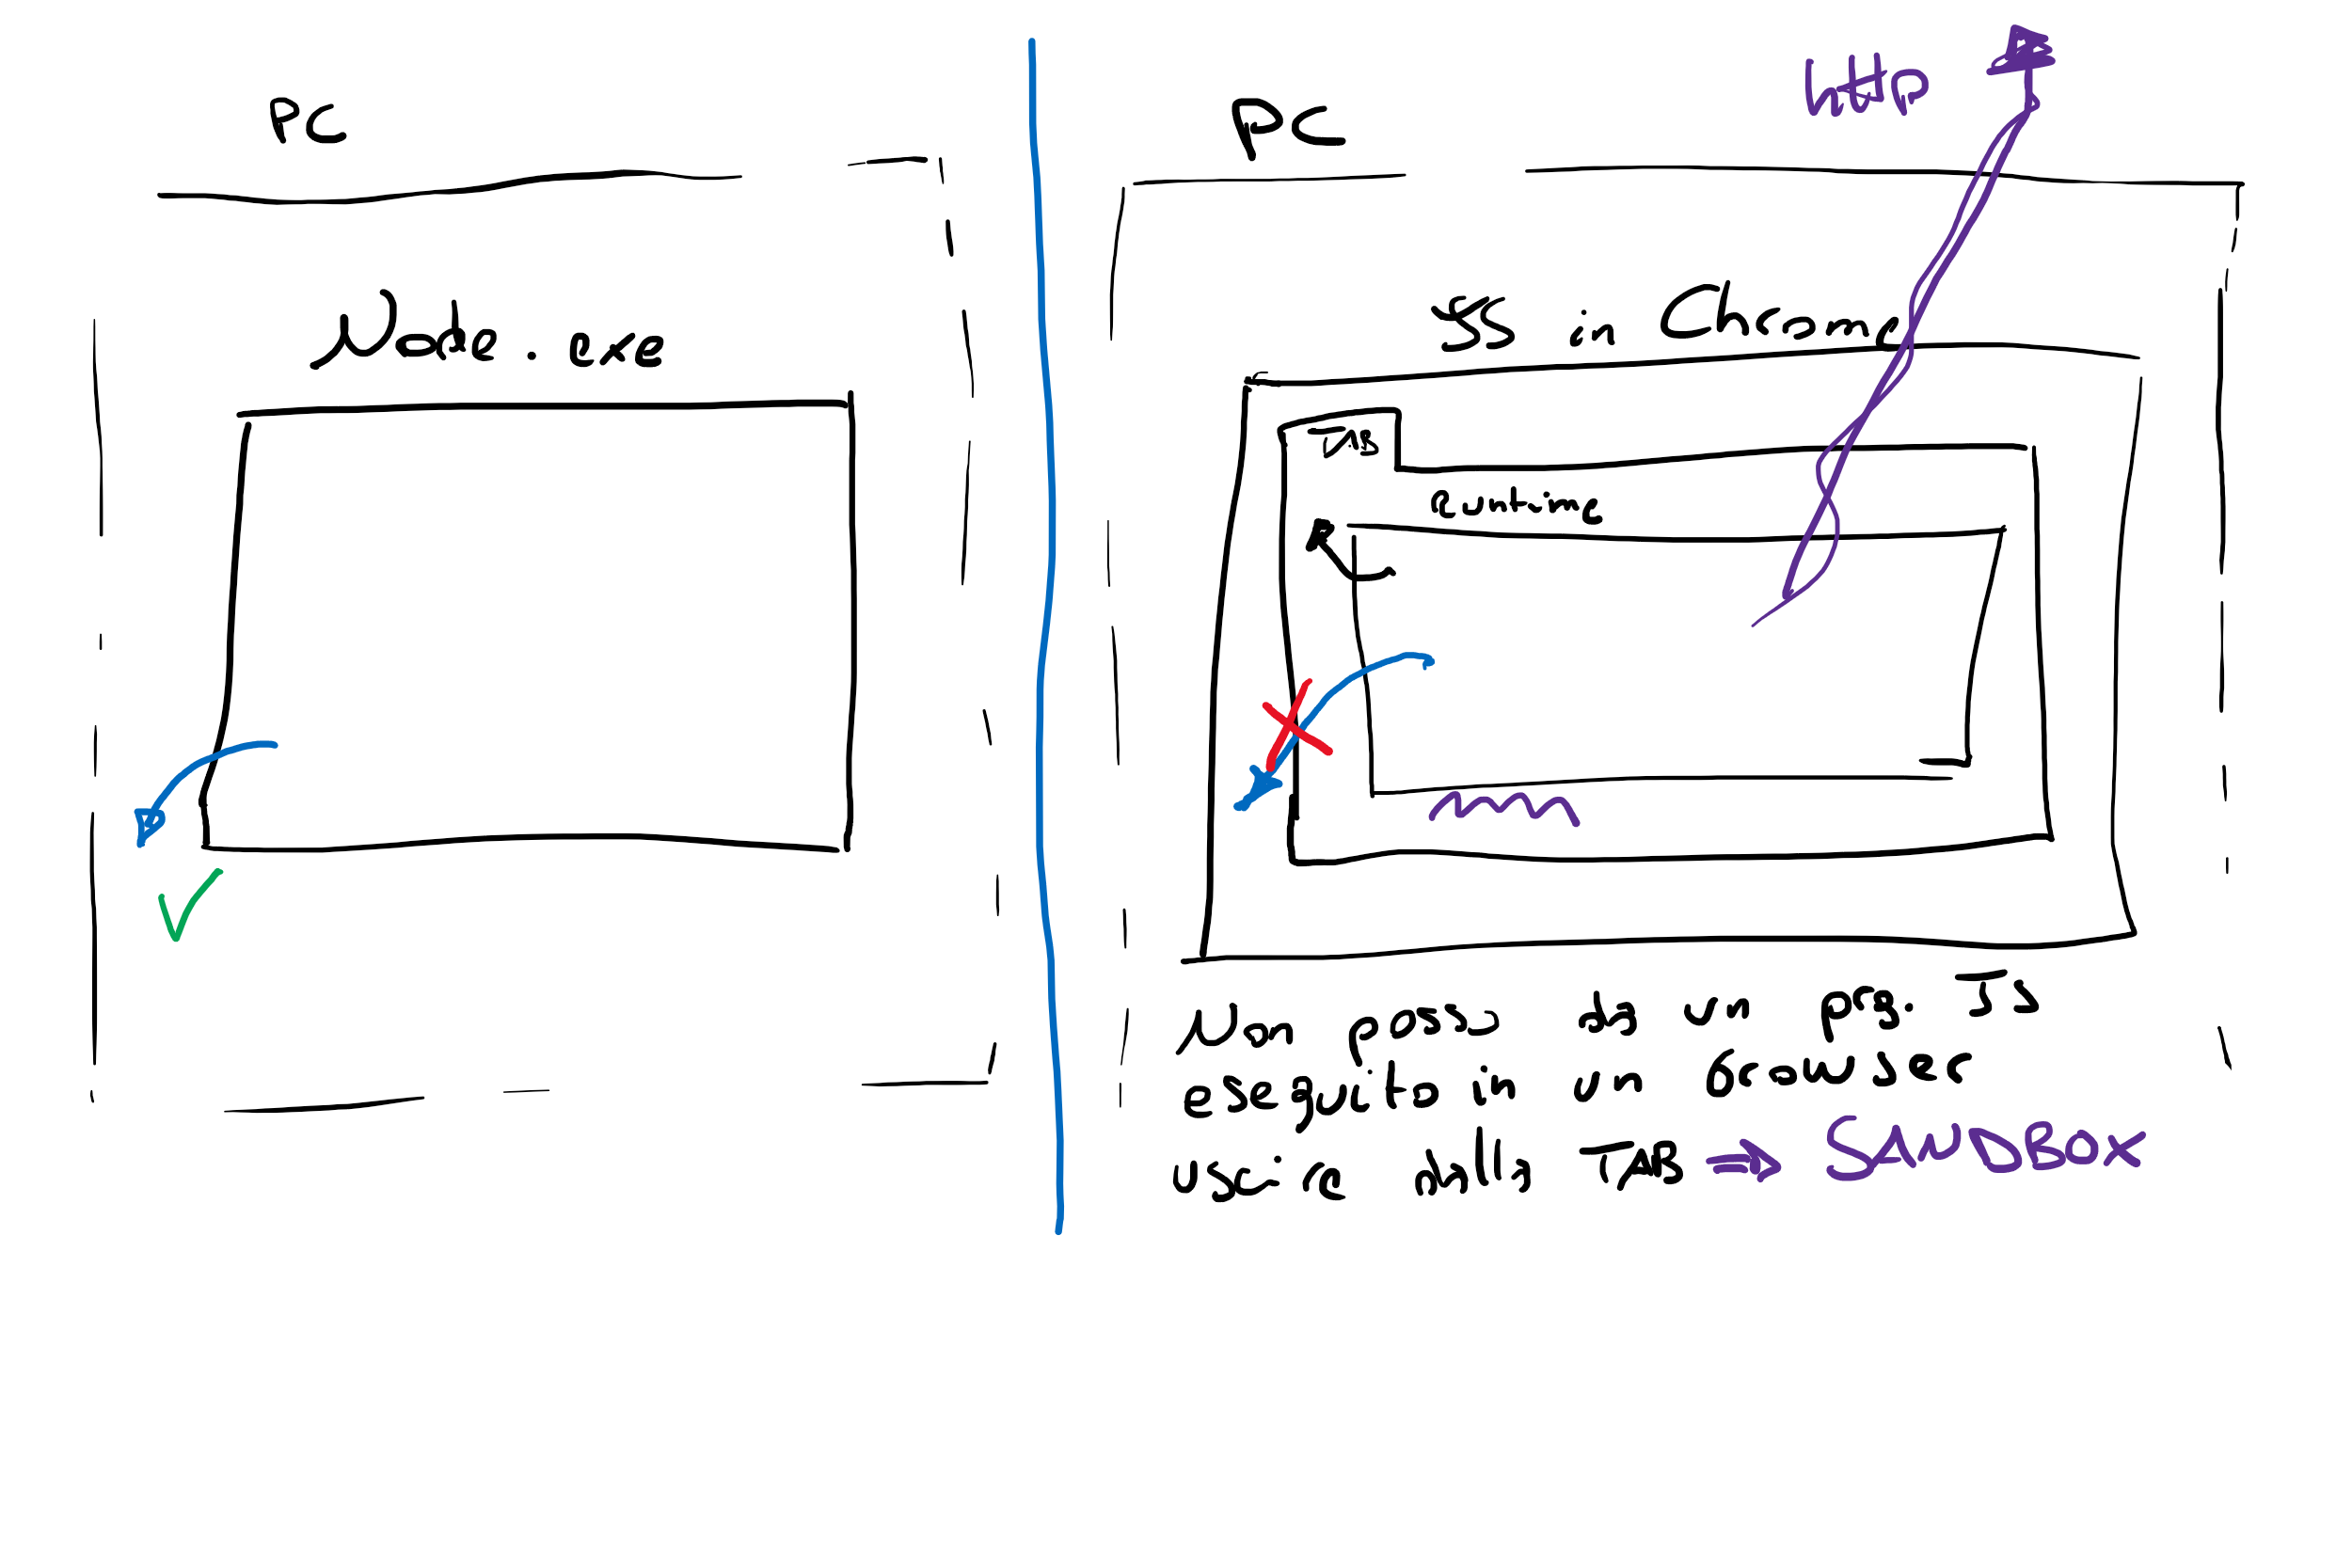 PC
Node.exe
PC
HttP
JS in Chrome
TAB
Runtime
Non posso da un prg. JS
eseguito in un Browser
uscire nella TAB => SANDBOX